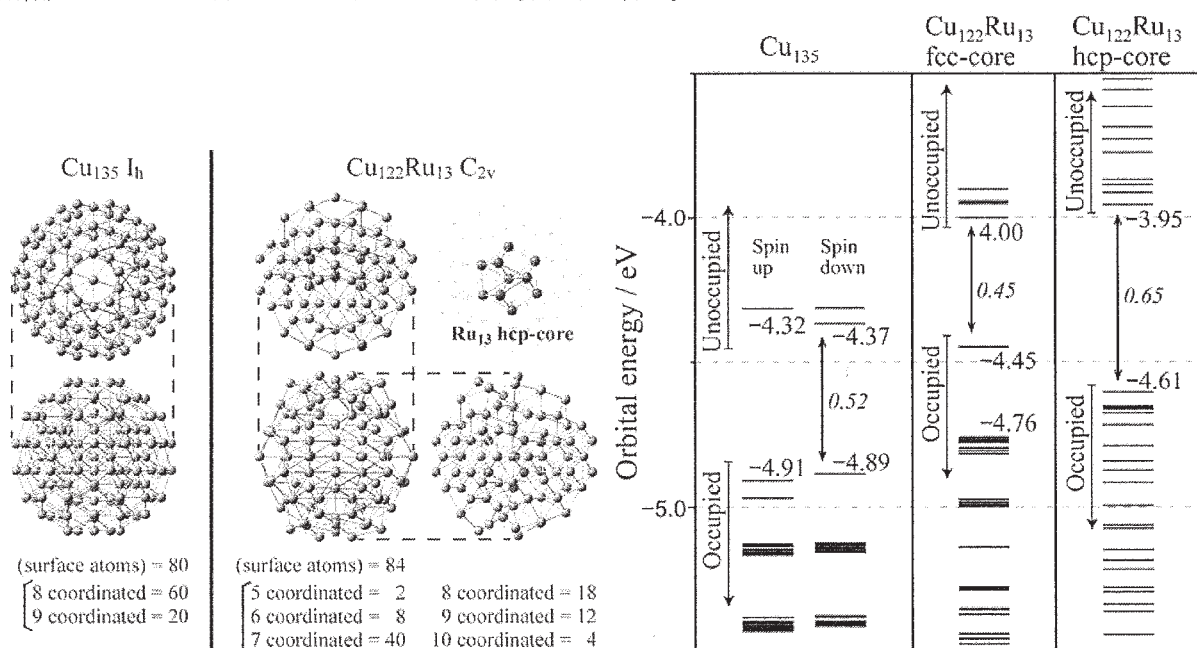 Cu135 Ih
Cu122Ru13 C2v
Ru13 hcp-core
(surface atoms) = 80
8 coordinated = 60
9 coordinated = 20
(surface atoms) = 84
5 coordinated = 2
6 coordinated = 8
7 coordinated = 40
8 coordinated = 18
9 coordinated = 12
10 coordinated = 4
Orbital energy / eV
−4.0
−5.0
Cu135
Unoccupied
Spin up
Spin down
−4.32
−4.37
0.52
−4.91
−4.89
Occupied
Cu122Ru13
fcc-core
Unoccupied
−4.00
0.45
−4.45
−4.76
Occupied
Cu122Ru13
hcp-core
Unoccupied
−3.95
0.65
−4.61
Occupied